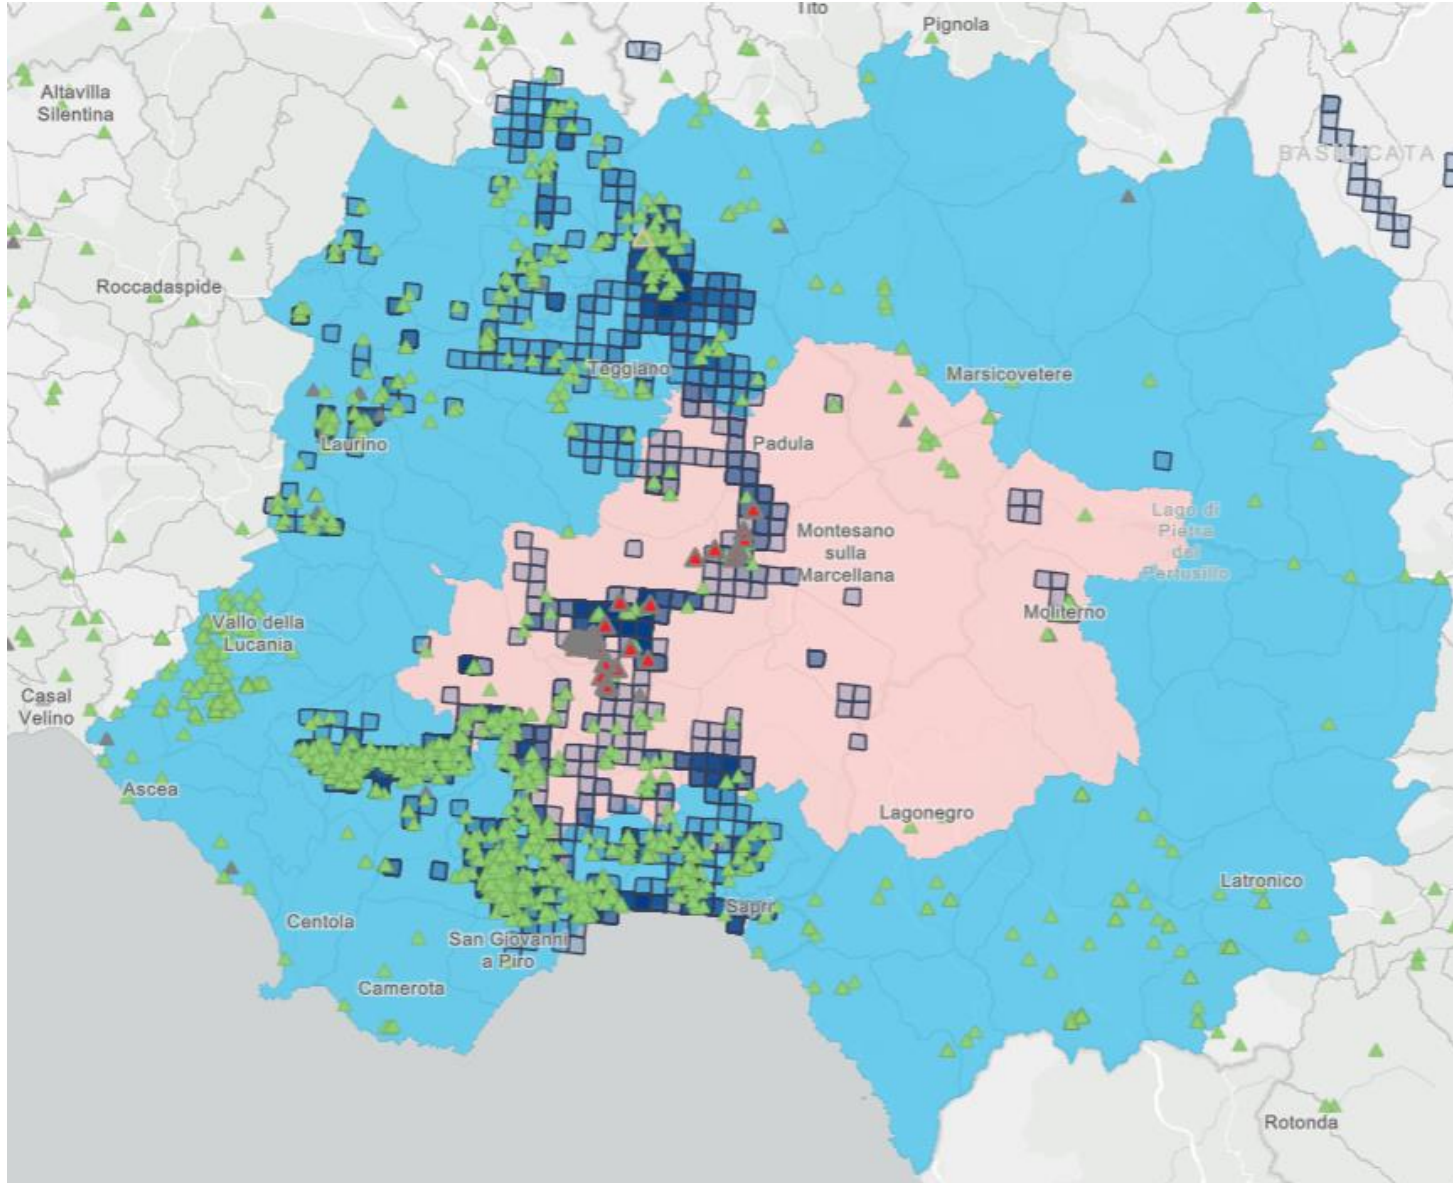 Tito
Pignola
Altavilla
Silentina
BASILICATA
Roccadaspide
Teggiano
Marsicovetere
Laurino
Padula
Lago di
Pietra
del
Pertusillo
Montesano
sulla
Marcellana
Moliterno
Vallo della
Lucania
Casal
Velino
Ascea
Lagonegro
Latronico
Sapri
Centola
San Giovanni
a Piro
Camerota
Rotonda